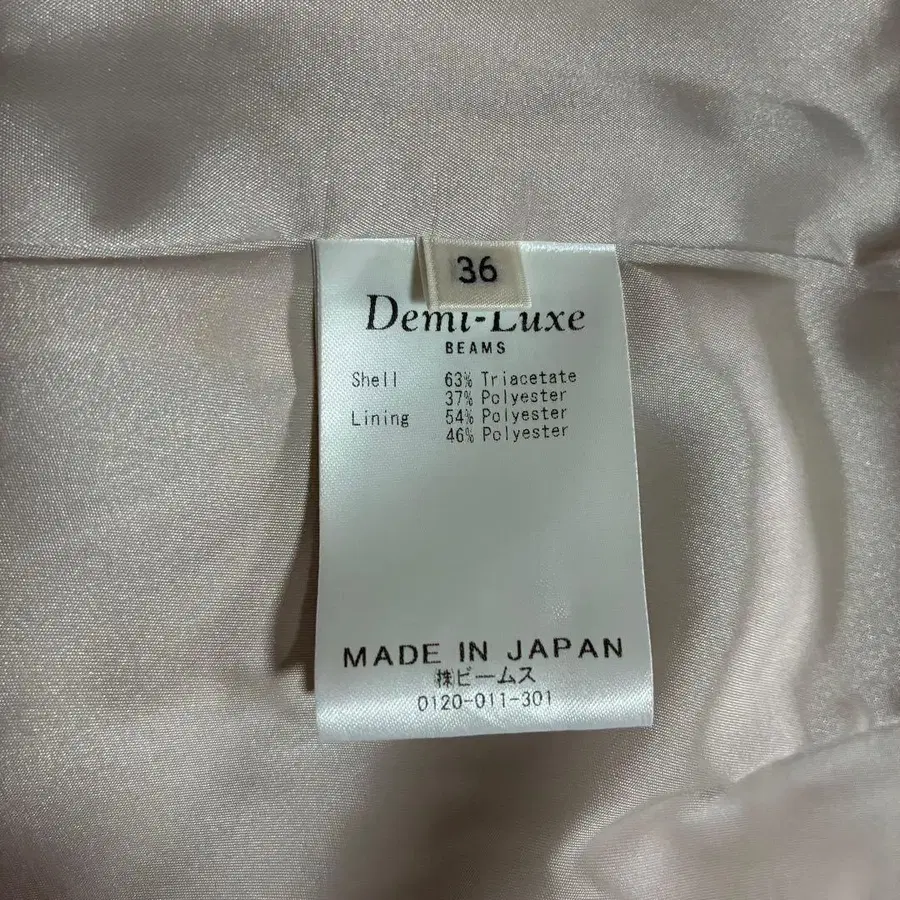 36
Demi-Luxe
BEAMS
Shell 63% Triacetate
37% Polyester
Lining 54% Polyester
46% Polyester
MADE IN JAPAN
㈱ビームス
0120-011-301